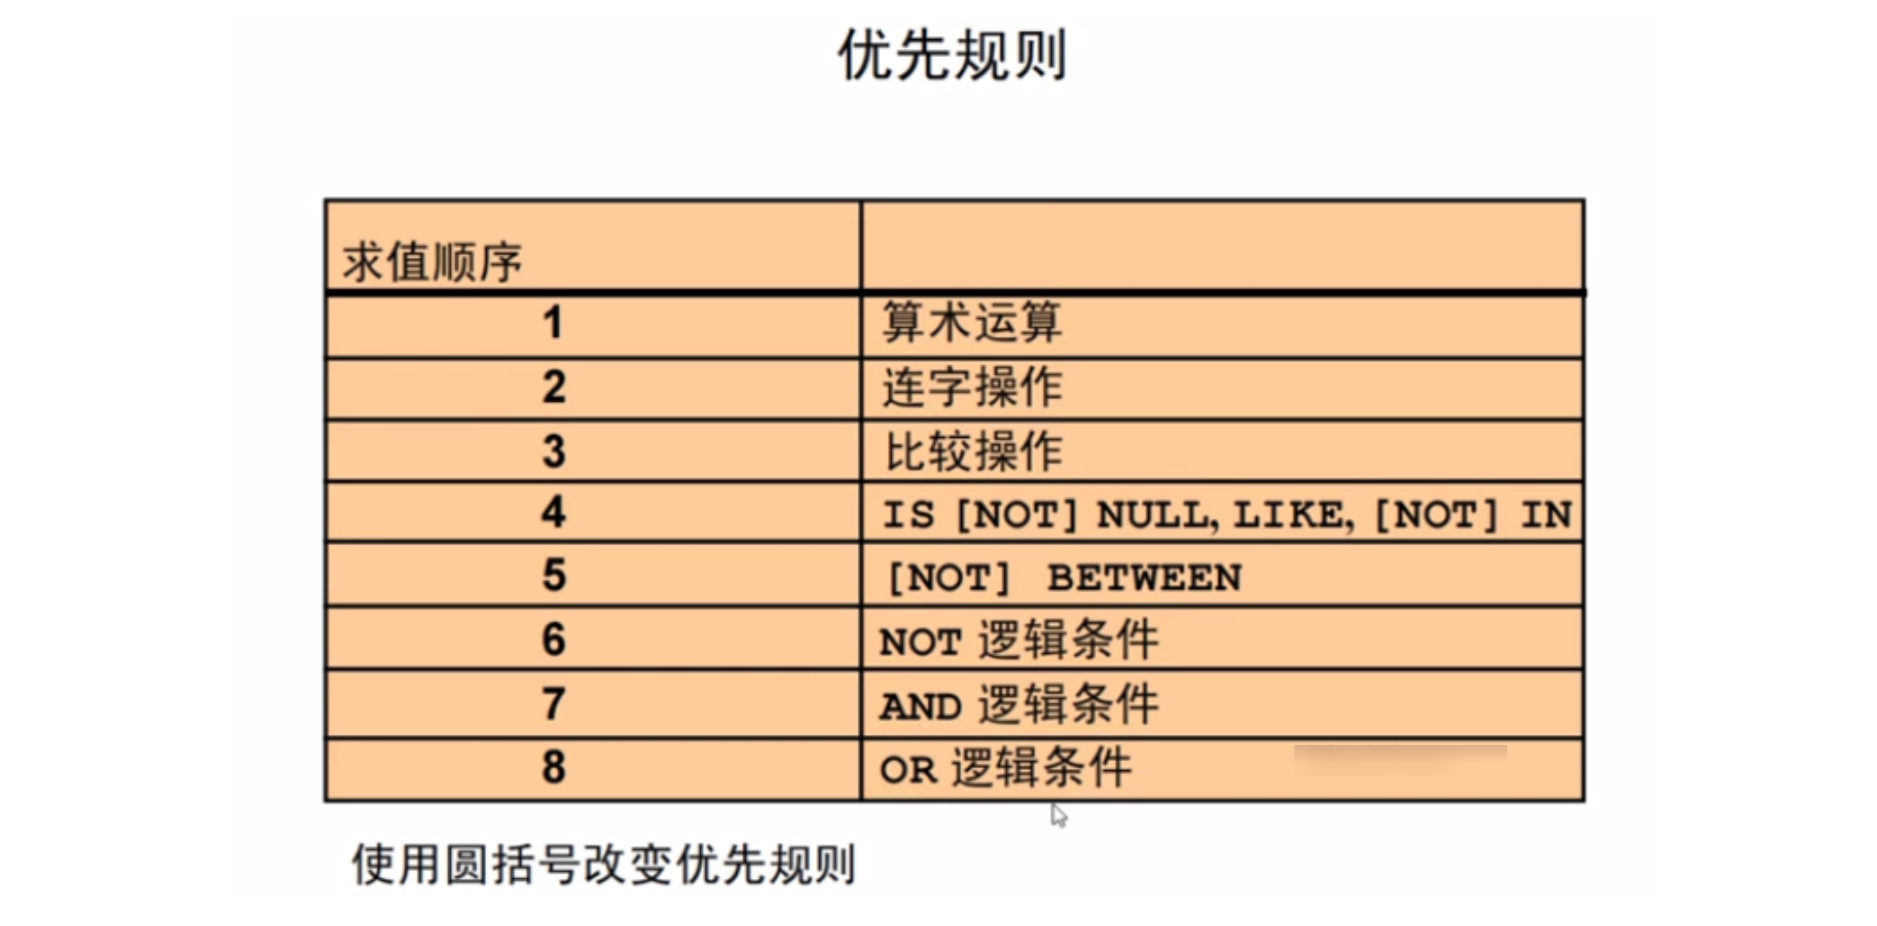 优先规则
求值顺序
1 算术运算
2 连字操作
3 比较操作
4 IS [NOT] NULL, LIKE, [NOT] IN
5 [NOT] BETWEEN
6 NOT 逻辑条件
7 AND 逻辑条件
8 OR 逻辑条件
使用圆括号改变优先规则